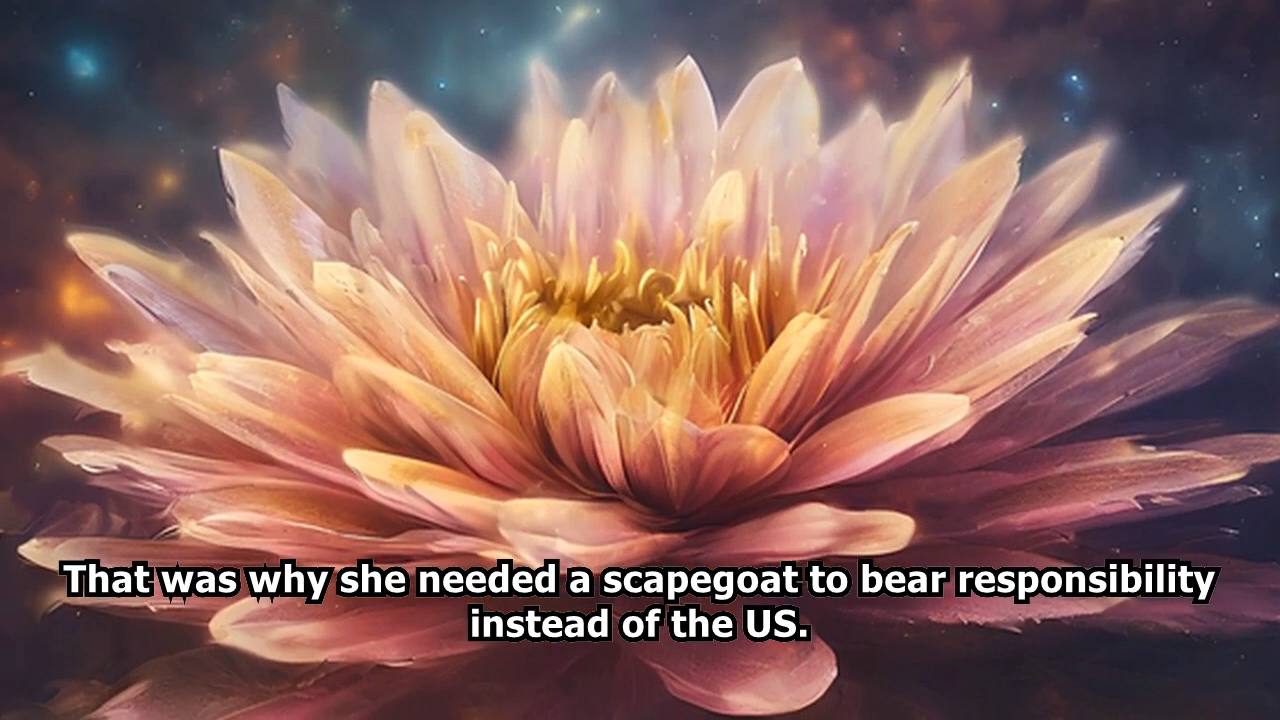 That was why she needed a scapegoat to bear responsibility
instead of the US.